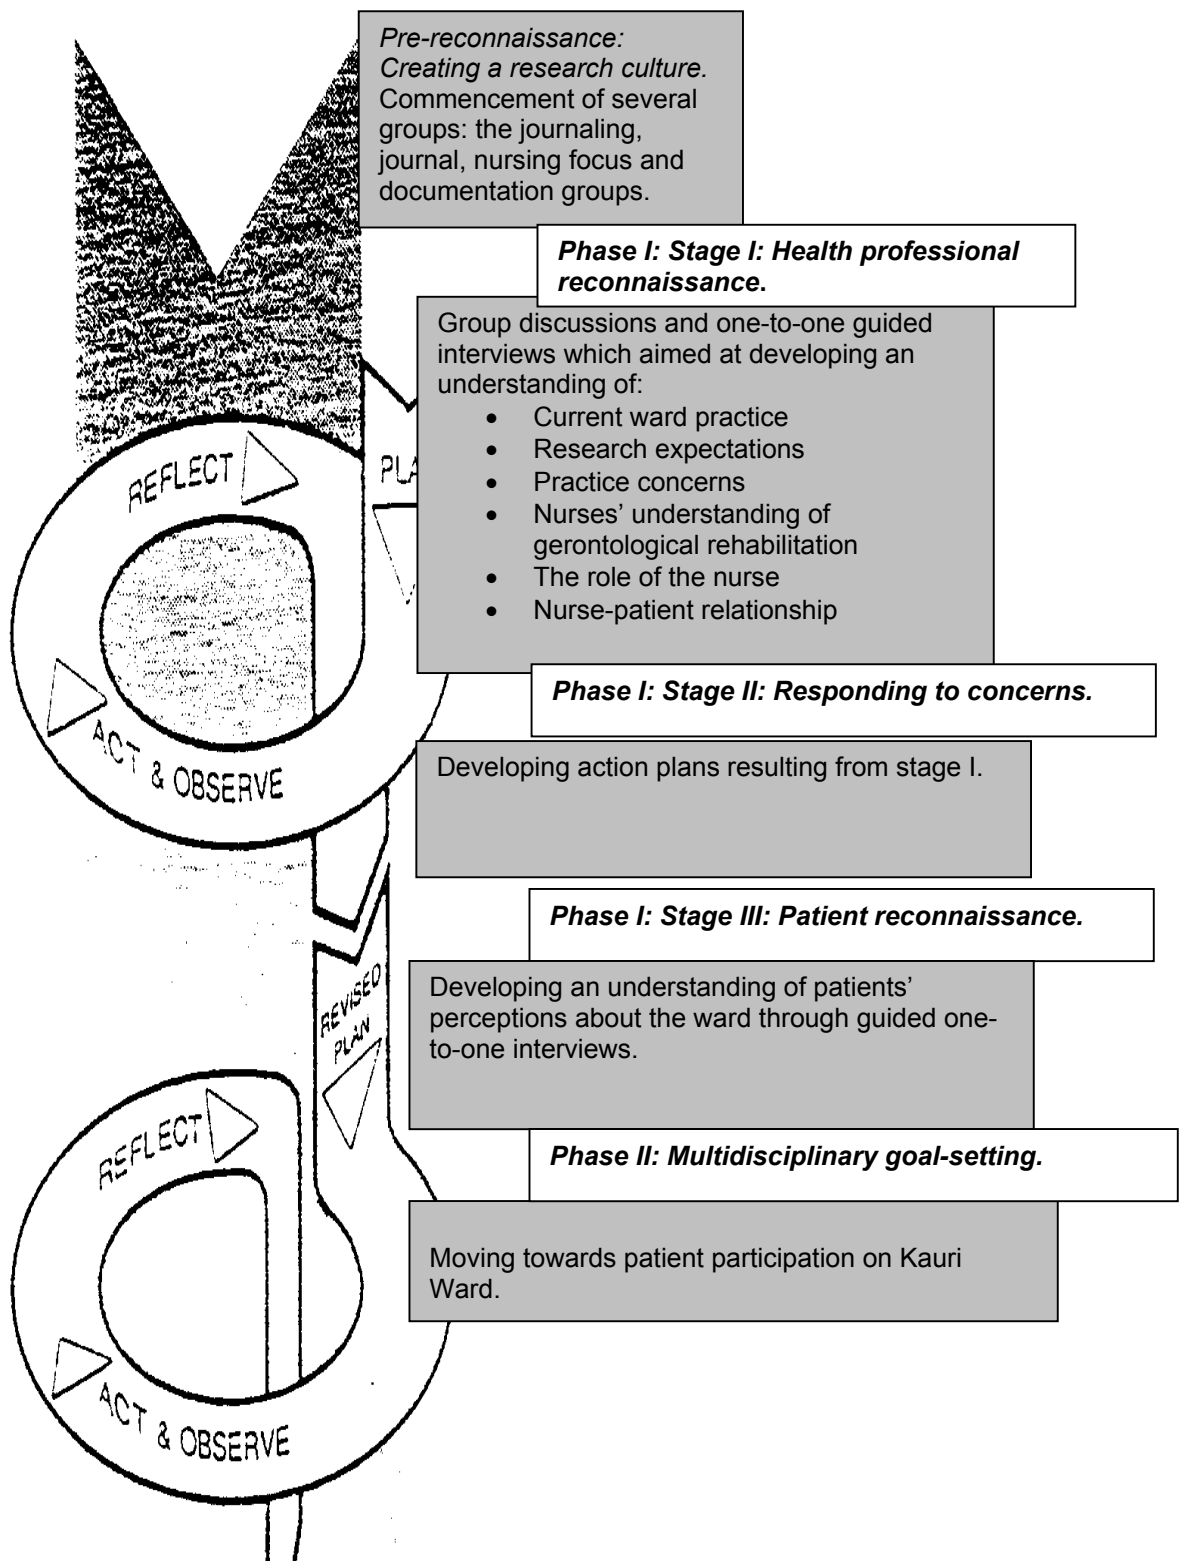 Pre-reconnaissance:
Creating a research culture.
Commencement of several
groups: the journaling,
journal, nursing focus and
documentation groups.
Phase I: Stage I: Health professional
reconnaissance.
Group discussions and one-to-one guided
interviews which aimed at developing an
understanding of:
• Current ward practice
• Research expectations
• Practice concerns
• Nurses’ understanding of
gerontological rehabilitation
• The role of the nurse
• Nurse-patient relationship
REFLECT
PLA
ACT & OBSERVE
Phase I: Stage II: Responding to concerns.
Developing action plans resulting from stage I.
Phase I: Stage III: Patient reconnaissance.
Developing an understanding of patients’
perceptions about the ward through guided one-
to-one interviews.
REVISED
PLAN
Phase II: Multidisciplinary goal-setting.
Moving towards patient participation on Kauri
Ward.
REFLECT
ACT & OBSERVE